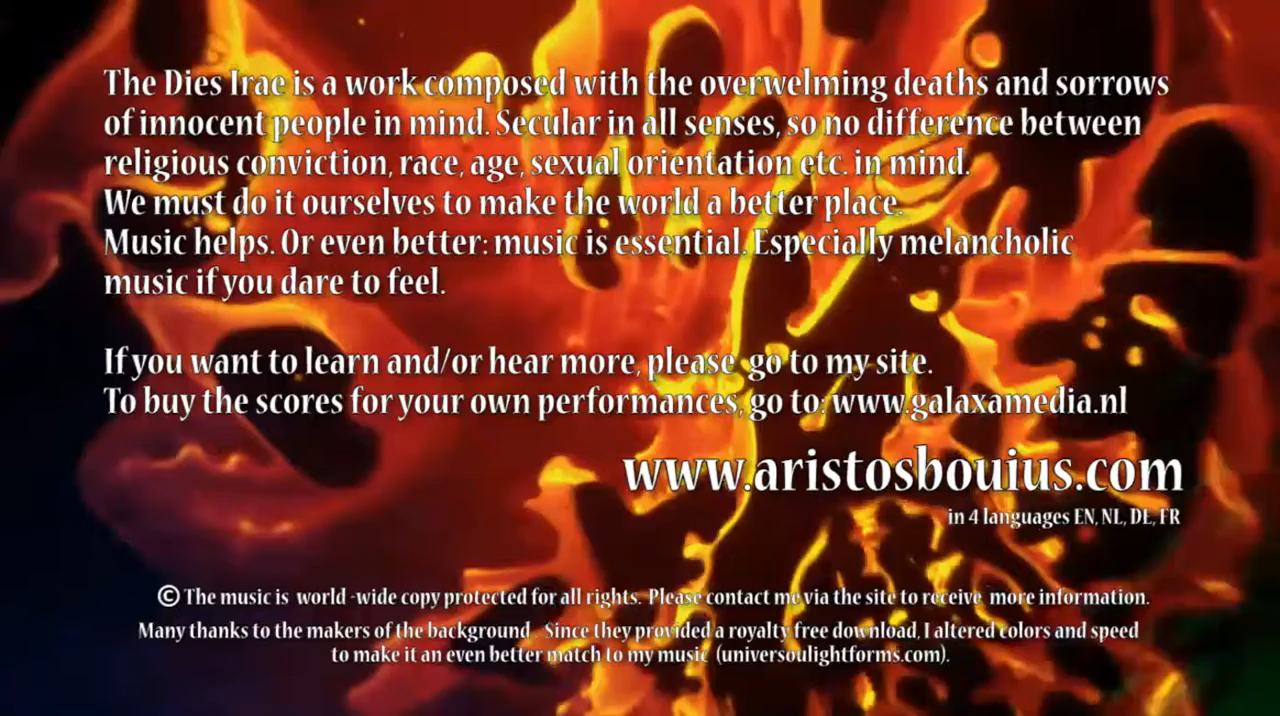 The Dies Irae is a work composed with the overwelming deaths and sorrows
of innocent people in mind. Secular in all senses, so no difference between
religious conviction, race, age, sexual orientation etc. in mind.
We must do it ourselves to make the world a better place.
Music helps. Or even better: music is essential. Especially melancholic
music if you dare to feel.
If you want to learn and/or hear more, please go to my site.
To buy the scores for your own performances, go to: www.galaxamedia.nl
www.aristosbouius.com
in 4 languages EN, NL, DE, FR
© The music is world -wide copy protected for all rights. Please contact me via the site to receive more information.
Many thanks to the makers of the background . Since they provided a royalty free download, I altered colors and speed
to make it an even better match to my music (universoulightforms.com).